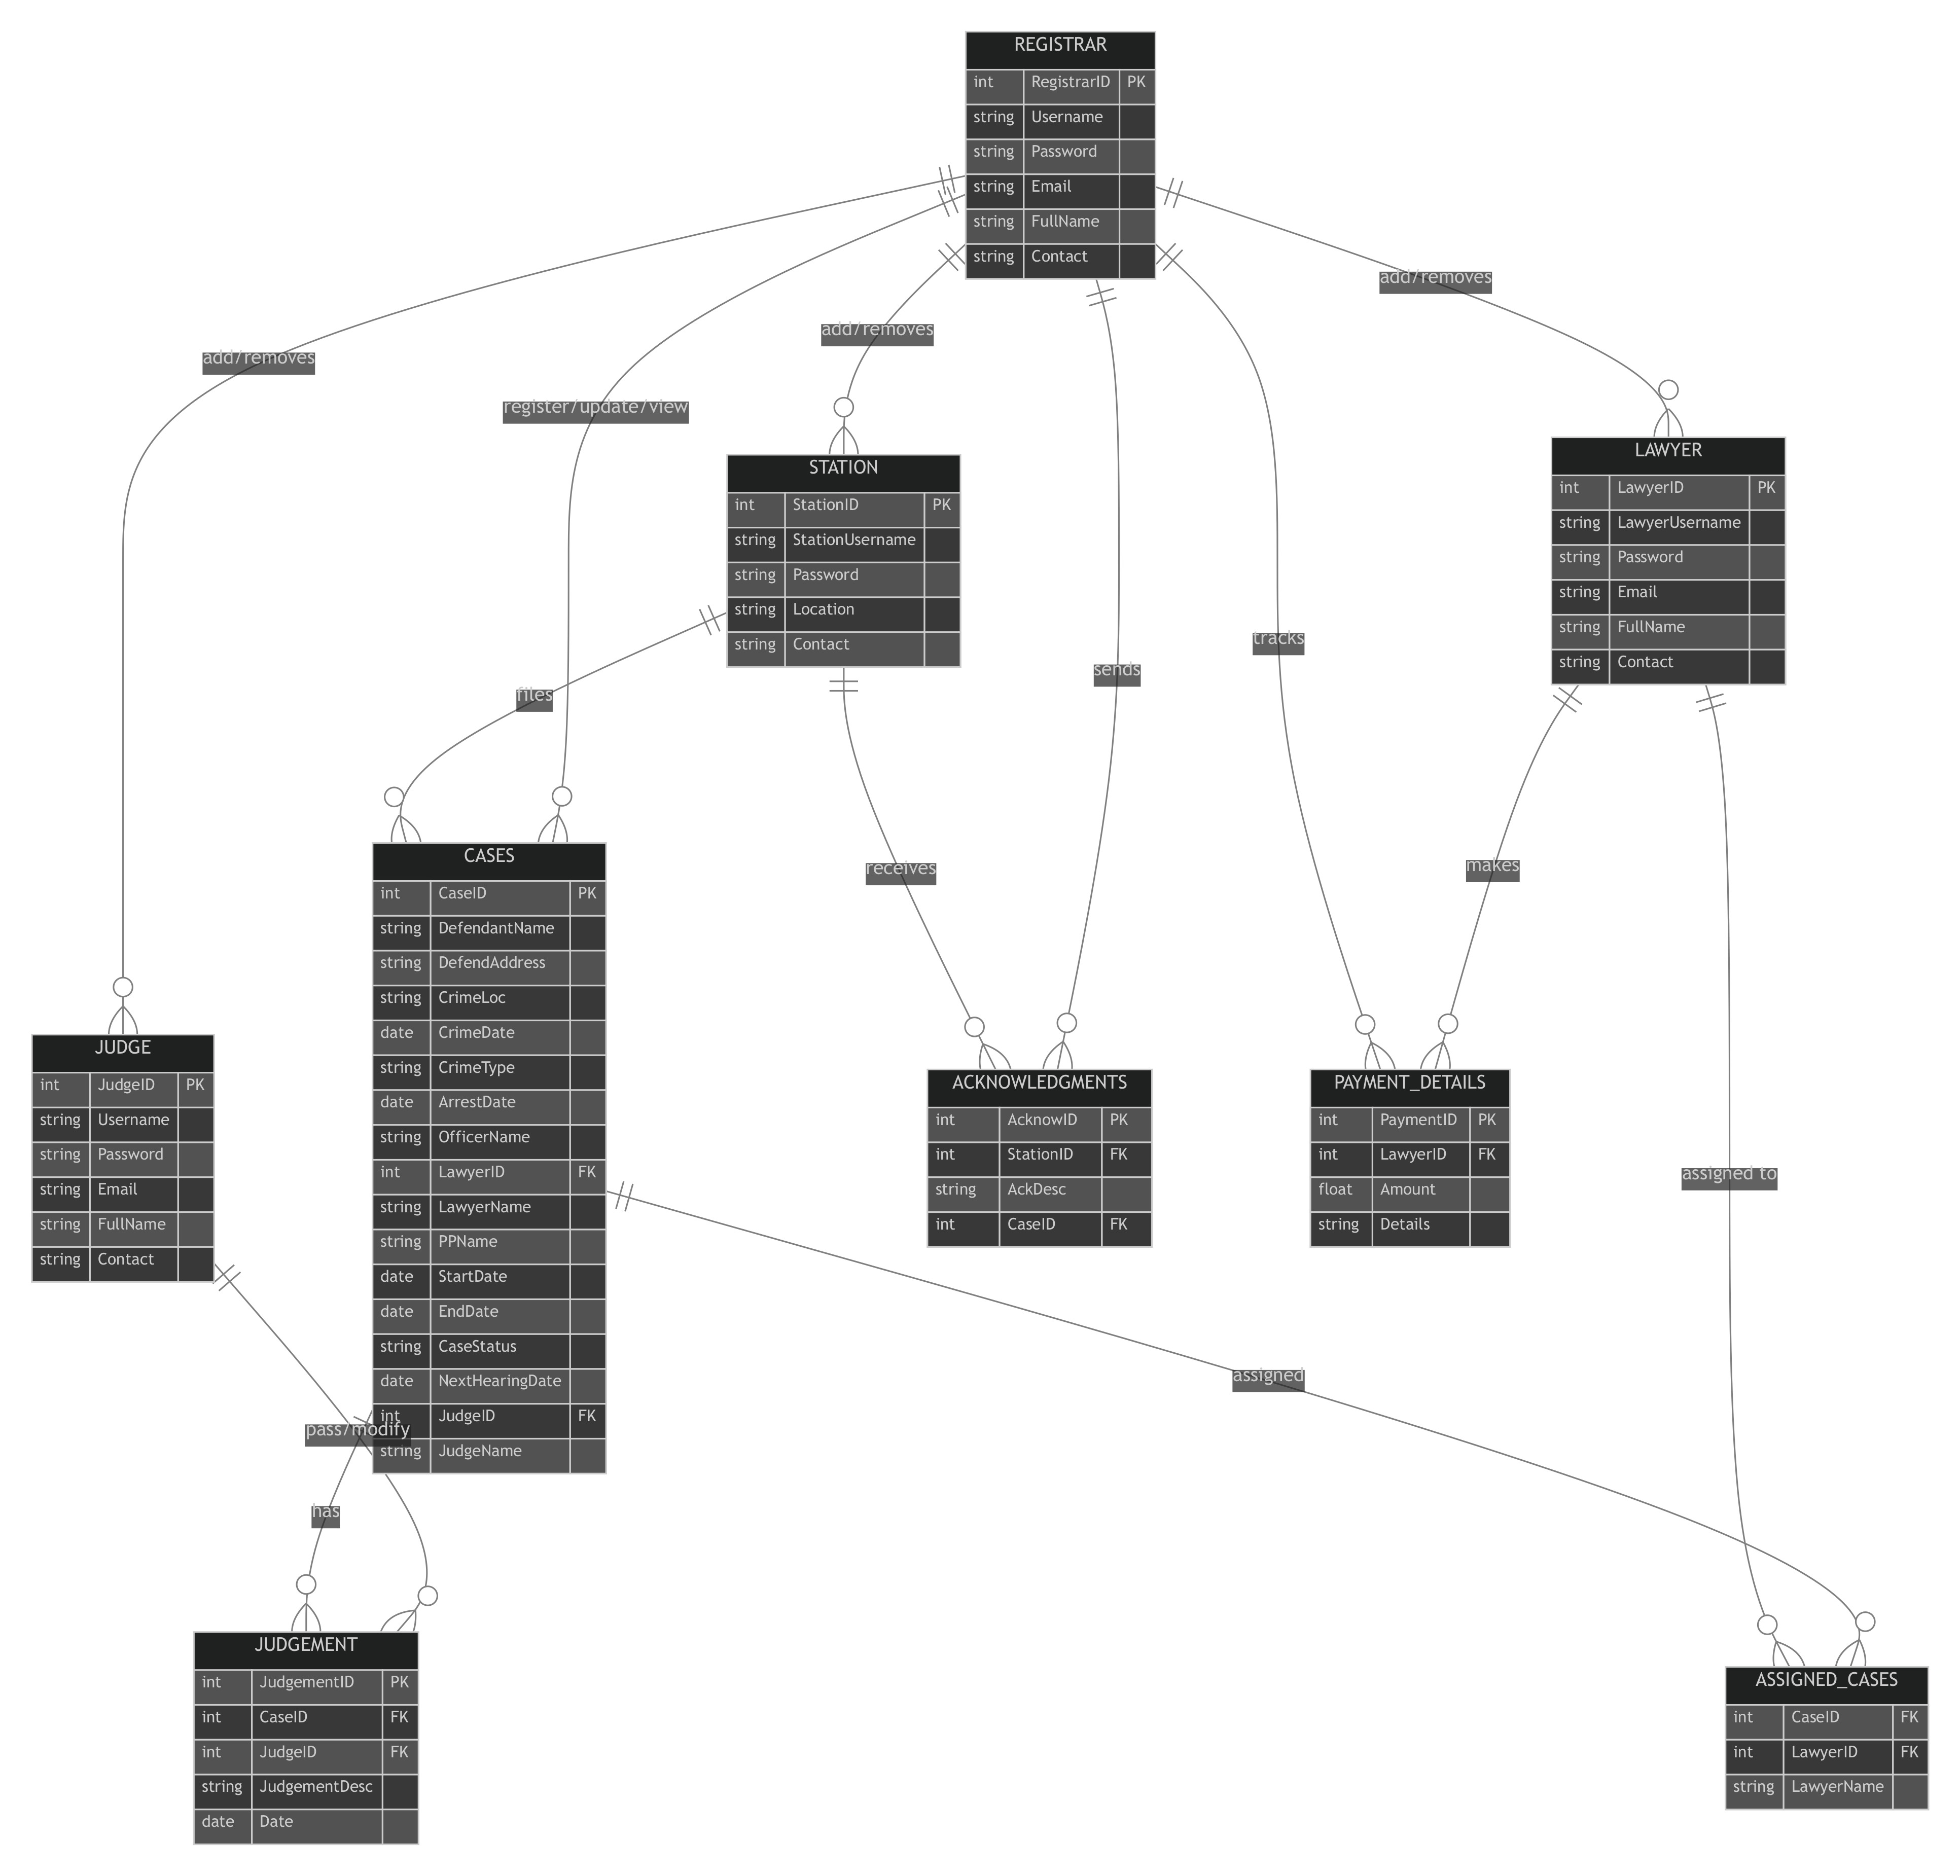 REGISTRAR
int RegistrarID PK
string Username
string Password
string Email
string FullName
string Contact
add/removes
add/removes
add/removes
register/update/view
STATION
int StationID PK
string StationUsername
string Password
string Location
string Contact
LAWYER
int LawyerID PK
string LawyerUsername
string Password
string Email
string FullName
string Contact
tracks
sends
files
receives
makes
CASES
int CaseID PK
string DefendantName
string DefendAddress
string CrimeLoc
date CrimeDate
string CrimeType
date ArrestDate
string OfficerName
int LawyerID FK
string LawyerName
string PPName
date StartDate
date EndDate
string CaseStatus
date NextHearingDate
int JudgeID FK
string JudgeName
JUDGE
int JudgeID PK
string Username
string Password
string Email
string FullName
string Contact
ACKNOWLEDGMENTS
int AcknowID PK
int StationID FK
string AckDesc
int CaseID FK
PAYMENT_DETAILS
int PaymentID PK
int LawyerID FK
float Amount
string Details
assigned to
assigned
pass/modify
has
JUDGEMENT
int JudgementID PK
int CaseID FK
int JudgeID FK
string JudgementDesc
date Date
ASSIGNED_CASES
int CaseID FK
int LawyerID FK
string LawyerName